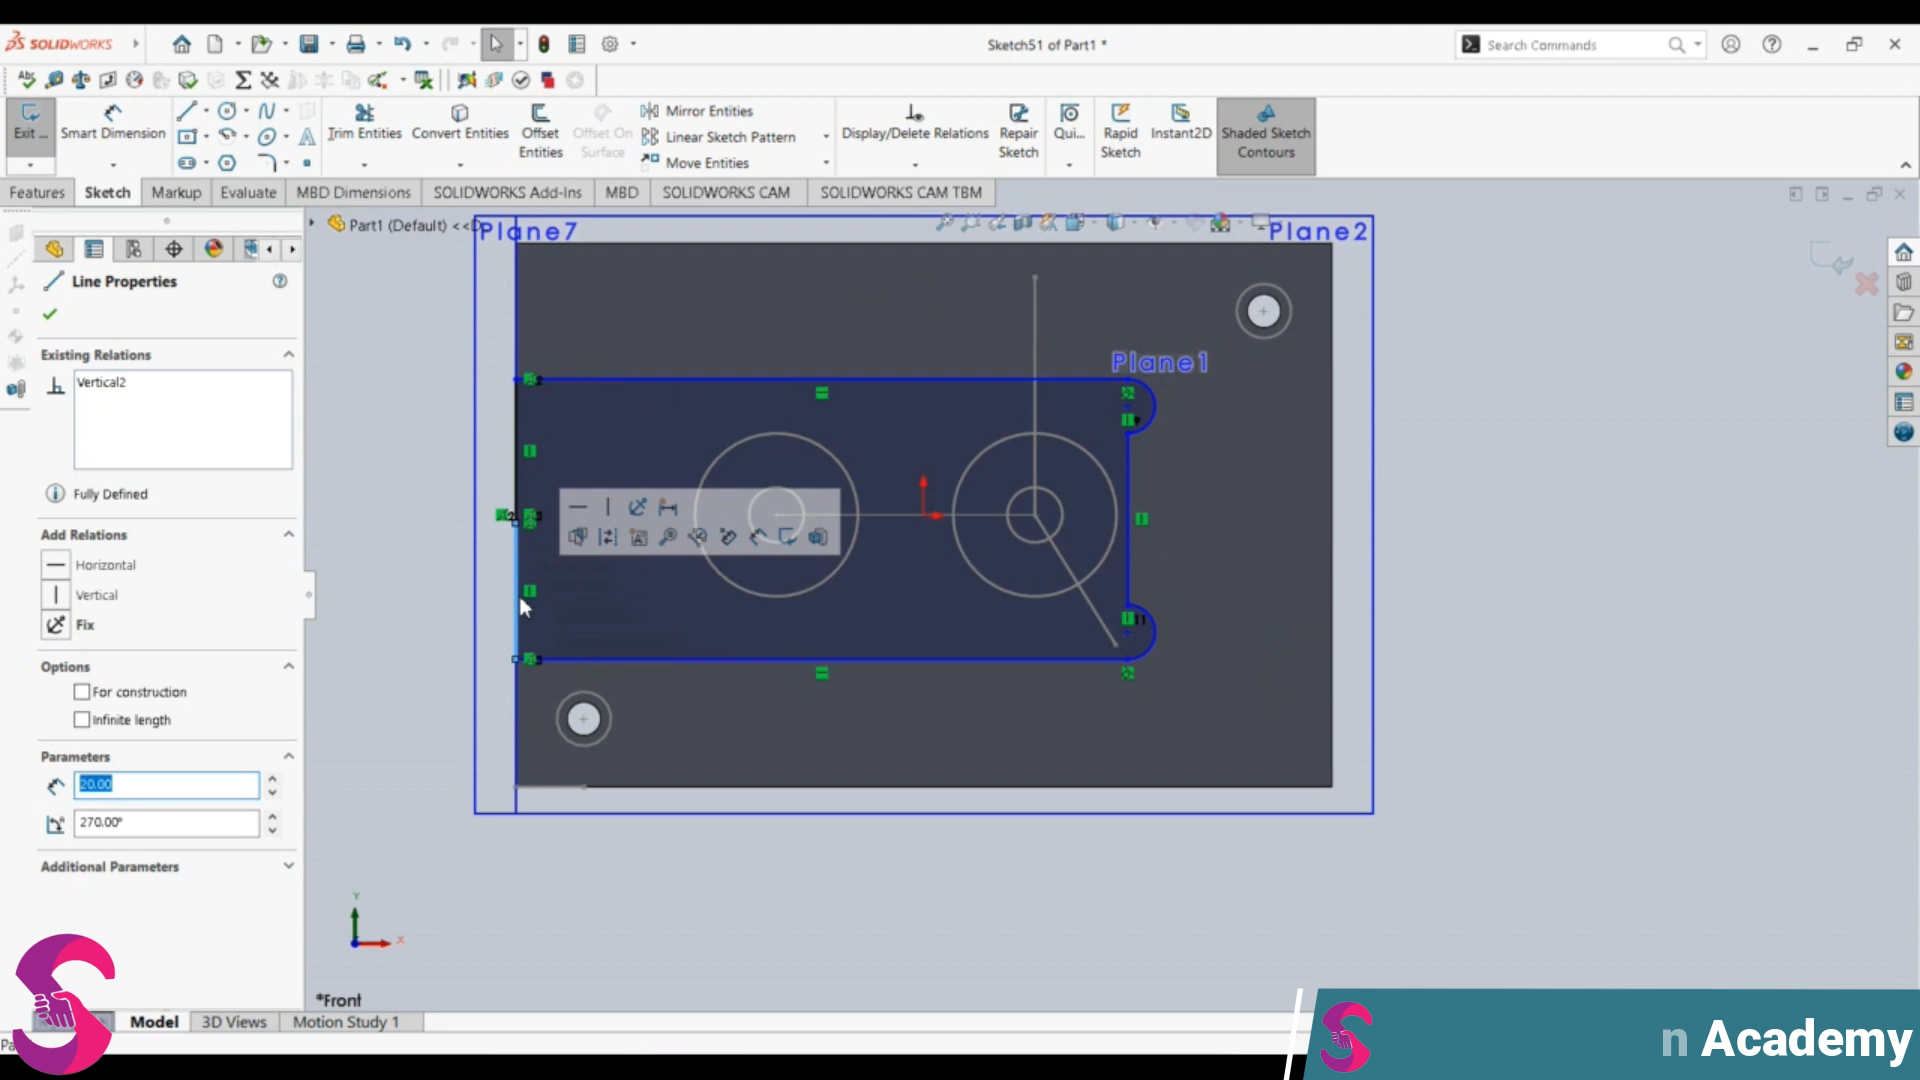 SOLIDWORKS
Sketch51 of Part1 *
Search Commands
Exit ...
Smart Dimension
Trim Entities
Convert Entities
Offset Entities
Offset On Surface
Mirror Entities
Linear Sketch Pattern
Move Entities
Display/Delete Relations
Repair Sketch
Qui...
Rapid Sketch
Instant2D
Shaded Sketch Contours
Features
Sketch
Markup
Evaluate
MBD Dimensions
SOLIDWORKS Add-Ins
MBD
SOLIDWORKS CAM
SOLIDWORKS CAM TBM
Part1 (Default) <<D
Plane7
Plane2
Plane1
Line Properties
Existing Relations
Vertical2
Fully Defined
Add Relations
Horizontal
Vertical
Fix
Options
For construction
Infinite length
Parameters
20.00
270.00°
Additional Parameters
Y
X
*Front
Model
3D Views
Motion Study 1
Pa
n Academy